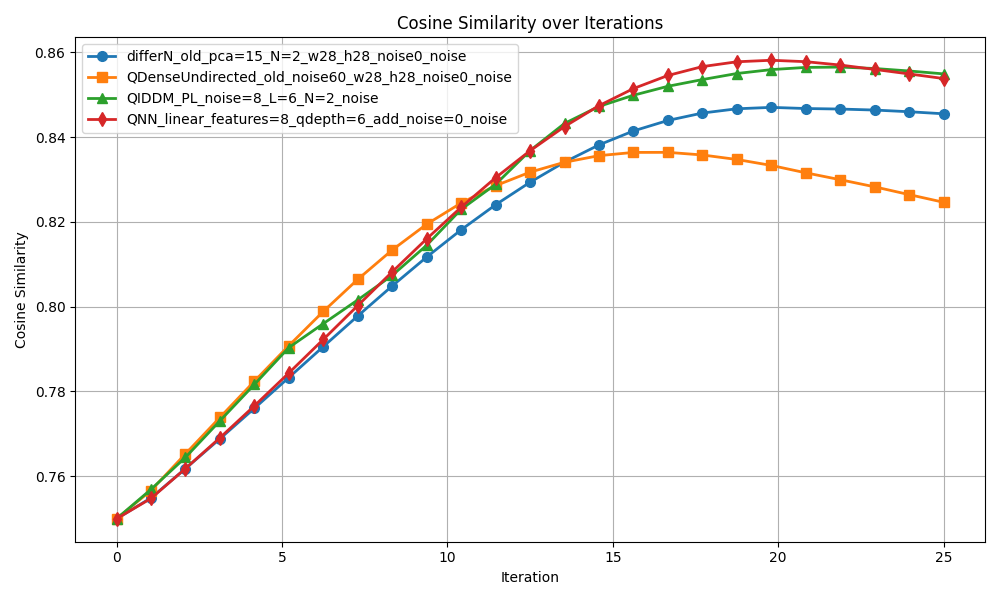 Cosine Similarity over Iterations
differN_old_pca=15_N=2_w28_h28_noise0_noise
QDenseUndirected_old_noise60_w28_h28_noise0_noise
QIDDM_PL_noise=8_L=6_N=2_noise
QNN_linear_features=8_qdepth=6_add_noise=0_noise
Cosine Similarity
0.86
0.84
0.82
0.80
0.78
0.76
0 5 10 15 20 25
Iteration